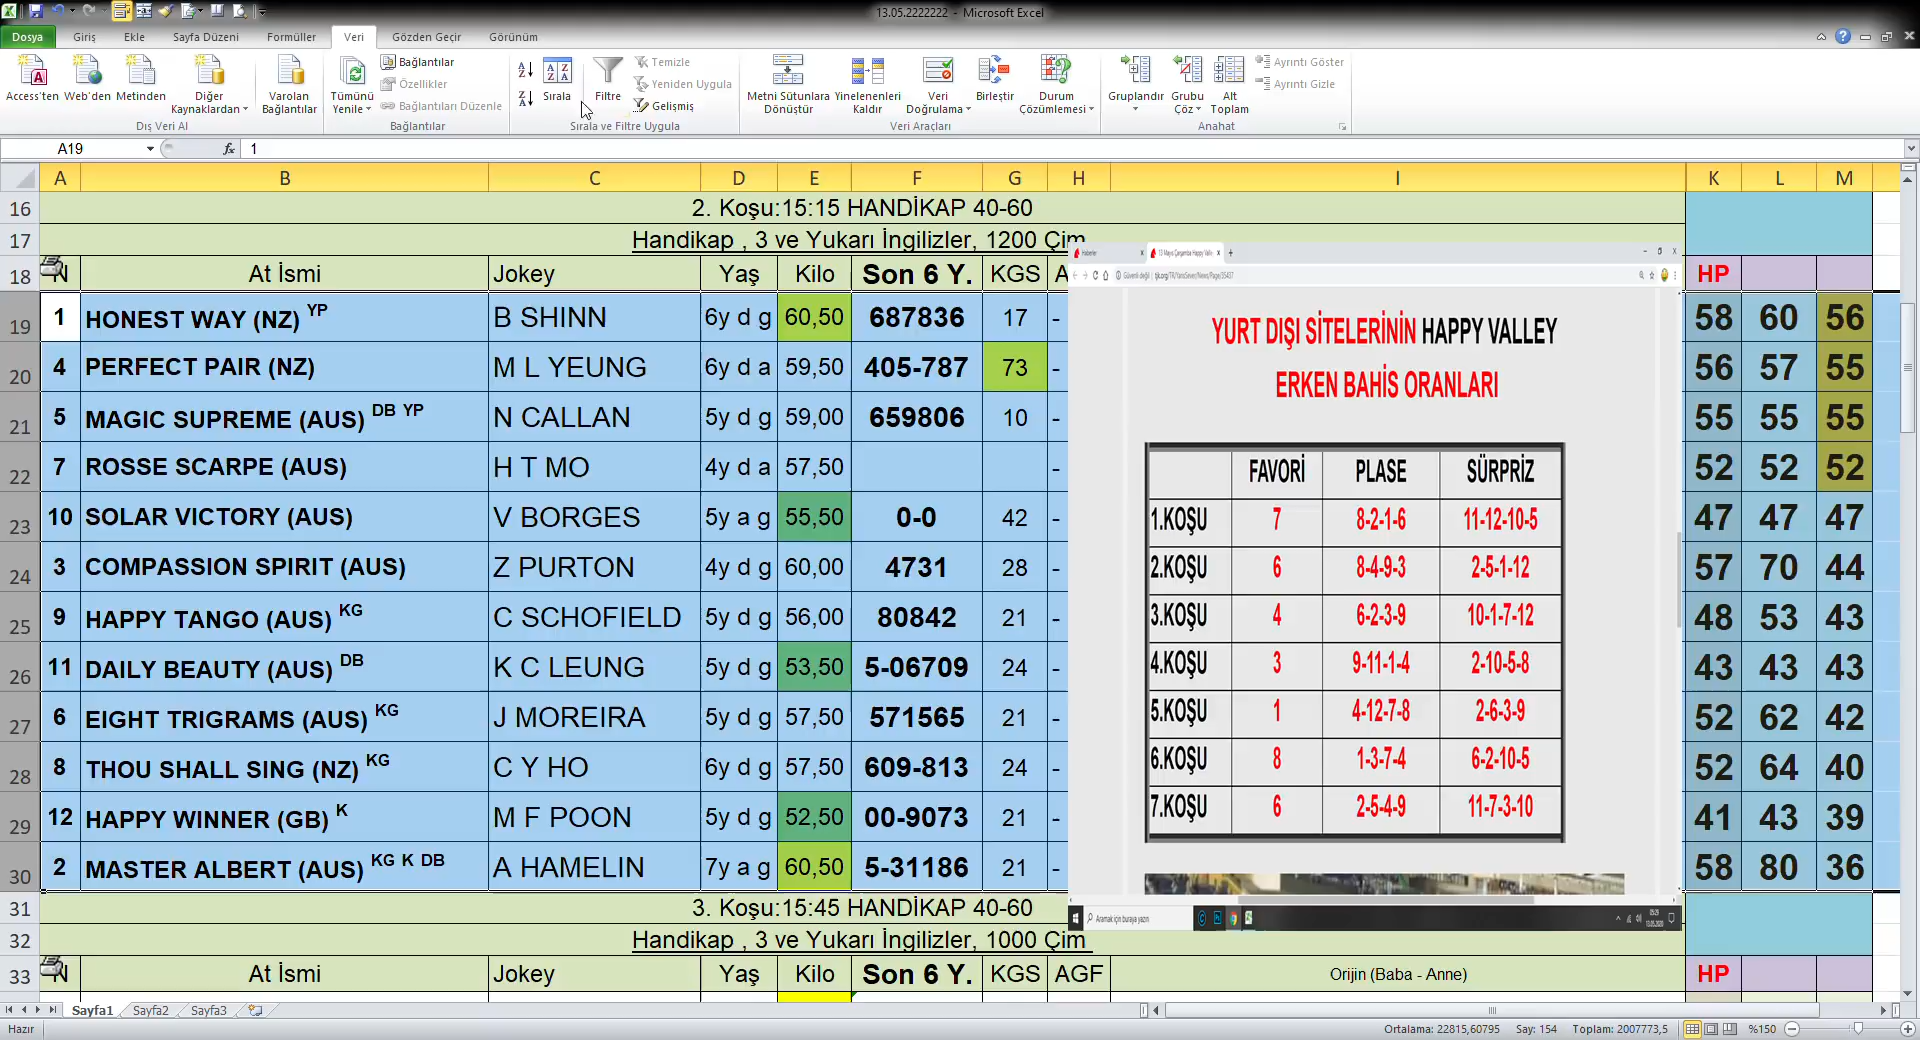 13.05.2222222 - Microsoft Excel
Dosya Giriş Ekle Sayfa Düzeni Formüller Veri Gözden Geçir Görünüm
Access'ten Web'den Metinden Diğer Kaynaklardan Varolan Bağlantılar
Dış Veri Al
Tümünü Yenile Bağlantılar Özellikler Bağlantıları Düzenle
Bağlantılar
Sırala Filtre Temizle Yeniden Uygula Gelişmiş
Sırala ve Filtre Uygula
Metni Sütunlara Dönüştür Yinelenenleri Kaldır Veri Doğrulama Birleştir Durum Çözümlemesi
Veri Araçları
Gruplandır Grubu Çöz Alt Toplam Ayrıntı Göster Ayrıntı Gizle
Anahat
A19 fx 1
A B C D E F G H I K L M
16 2. Koşu:15:15 HANDİKAP 40-60
17 Handikap , 3 ve Yukarı İngilizler, 1200 Çim
18 N At İsmi Jokey Yaş Kilo Son 6 Y. KGS A HP
19 1 HONEST WAY (NZ) YP B SHINN 6y d g 60,50 687836 17 - 58 60 56
20 4 PERFECT PAIR (NZ) M L YEUNG 6y d a 59,50 405-787 73 - 56 57 55
21 5 MAGIC SUPREME (AUS) DB YP N CALLAN 5y d g 59,00 659806 10 - 55 55 55
22 7 ROSSE SCARPE (AUS) H T MO 4y d a 57,50 - 52 52 52
23 10 SOLAR VICTORY (AUS) V BORGES 5y a g 55,50 0-0 42 - 47 47 47
24 3 COMPASSION SPIRIT (AUS) Z PURTON 4y d g 60,00 4731 28 - 57 70 44
25 9 HAPPY TANGO (AUS) KG C SCHOFIELD 5y d g 56,00 80842 21 - 48 53 43
26 11 DAILY BEAUTY (AUS) DB K C LEUNG 5y d g 53,50 5-06709 24 - 43 43 43
27 6 EIGHT TRIGRAMS (AUS) KG J MOREIRA 5y d g 57,50 571565 21 - 52 62 42
28 8 THOU SHALL SING (NZ) KG C Y HO 6y d g 57,50 609-813 24 - 52 64 40
29 12 HAPPY WINNER (GB) K M F POON 5y d g 52,50 00-9073 21 - 41 43 39
30 2 MASTER ALBERT (AUS) KG K DB A HAMELIN 7y a g 60,50 5-31186 21 - 58 80 36
31 3. Koşu:15:45 HANDİKAP 40-60
32 Handikap , 3 ve Yukarı İngilizler, 1000 Çim
33 N At İsmi Jokey Yaş Kilo Son 6 Y. KGS AGF Orijin (Baba - Anne) HP
Haberler 13 Mayıs Çarşamba Happy Vall
Güvenli değil tjk.org/TR/YarisSever/News/Page/35437
YURT DIŞI SİTELERİNİN HAPPY VALLEY
ERKEN BAHİS ORANLARI
FAVORİ PLASE SÜRPRİZ
1.KOŞU 7 8-2-1-6 11-12-10-5
2.KOŞU 6 8-4-9-3 2-5-1-12
3.KOŞU 4 6-2-3-9 10-1-7-12
4.KOŞU 3 9-11-1-4 2-10-5-8
5.KOŞU 1 4-12-7-8 2-6-3-9
6.KOŞU 8 1-3-7-4 6-2-10-5
7.KOŞU 6 2-5-4-9 11-7-3-10
Aramak için buraya yazın
05:29
13.05.2020
Sayfa1 Sayfa2 Sayfa3
Hazır Ortalama: 22815,60795 Say: 154 Toplam: 2007773,5 %150